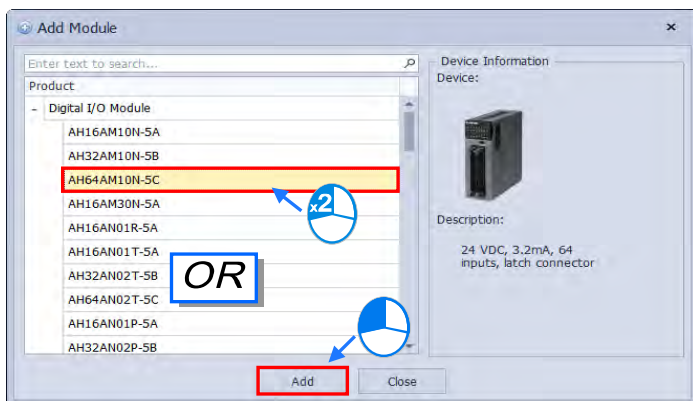 Add Module
Enter text to search...
Product
Digital I/O Module
AH16AM10N-5A
AH32AM10N-5B
AH64AM10N-5C
AH16AM30N-5A
AH16AN01R-5A
AH16AN01T-5A
AH32AN02T-5B
AH64AN02T-5C
AH16AN01P-5A
AH32AN02P-5B
x2
OR
Add
Close
Device Information
Device:
Description:
24 VDC, 3.2mA, 64
inputs, latch connector